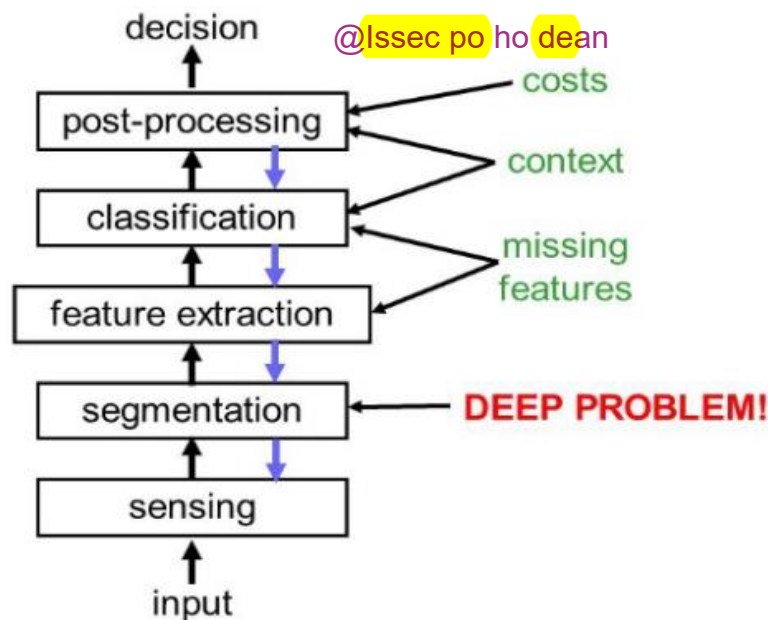 decision
@Issec po ho dean
costs
post-processing
context
classification
missing
features
feature extraction
segmentation
DEEP PROBLEM!
sensing
input